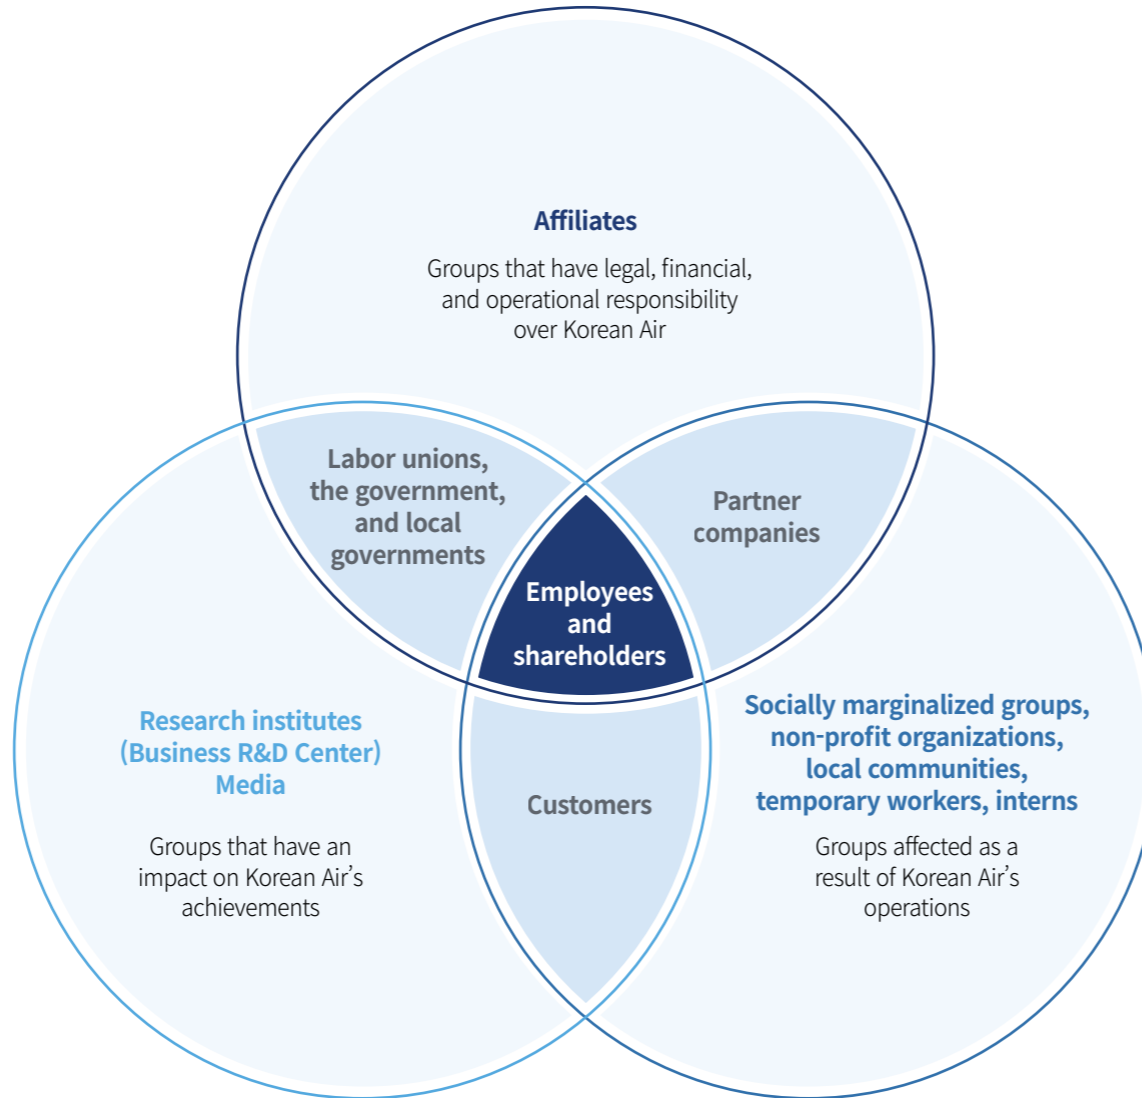 Affiliates
Groups that have legal, financial,
and operational responsibility
over Korean Air
Labor unions,
the government,
and local
governments
Partner
companies
Employees
and
shareholders
Research institutes
(Business R&D Center)
Media
Groups that have an
impact on Korean Air’s
achievements
Customers
Socially marginalized groups,
non-profit organizations,
local communities,
temporary workers, interns
Groups affected as a
result of Korean Air’s
operations